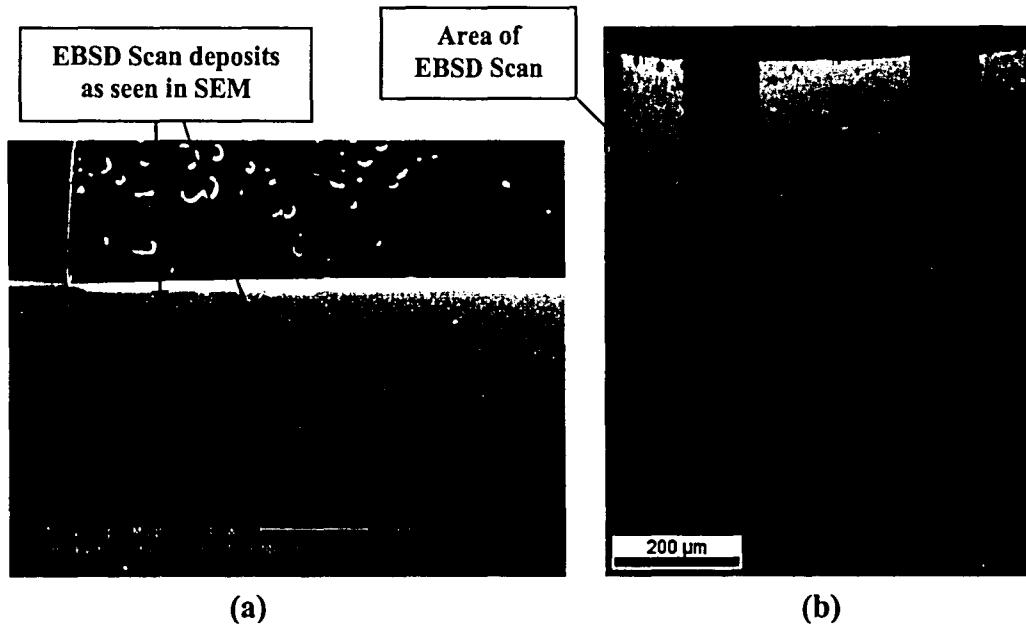 EBSD Scan deposits
as seen in SEM
Area of
EBSD Scan
200 µm
(a)
(b)